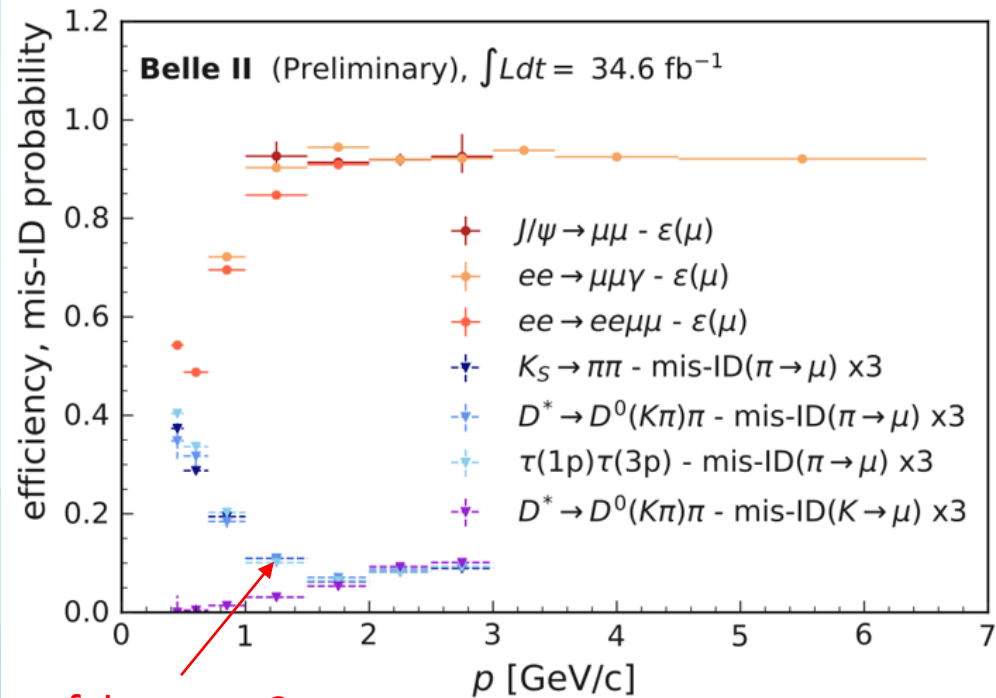 1.2
1.0
0.8
0.6
0.4
0.2
0.0
efficiency, mis-ID probability
Belle II (Preliminary), ∫Ldt = 34.6 fb⁻¹
J/ψ→μμ - ε(μ)
ee→μμγ - ε(μ)
ee→eeμμ - ε(μ)
K_S→ππ - mis-ID(π→μ) x3
D*→D⁰(Kπ)π - mis-ID(π→μ) x3
τ(1p)τ(3p) - mis-ID(π→μ) x3
D*→D⁰(Kπ)π - mis-ID(K→μ) x3
0 1 2 3 4 5 6 7
p [GeV/c]